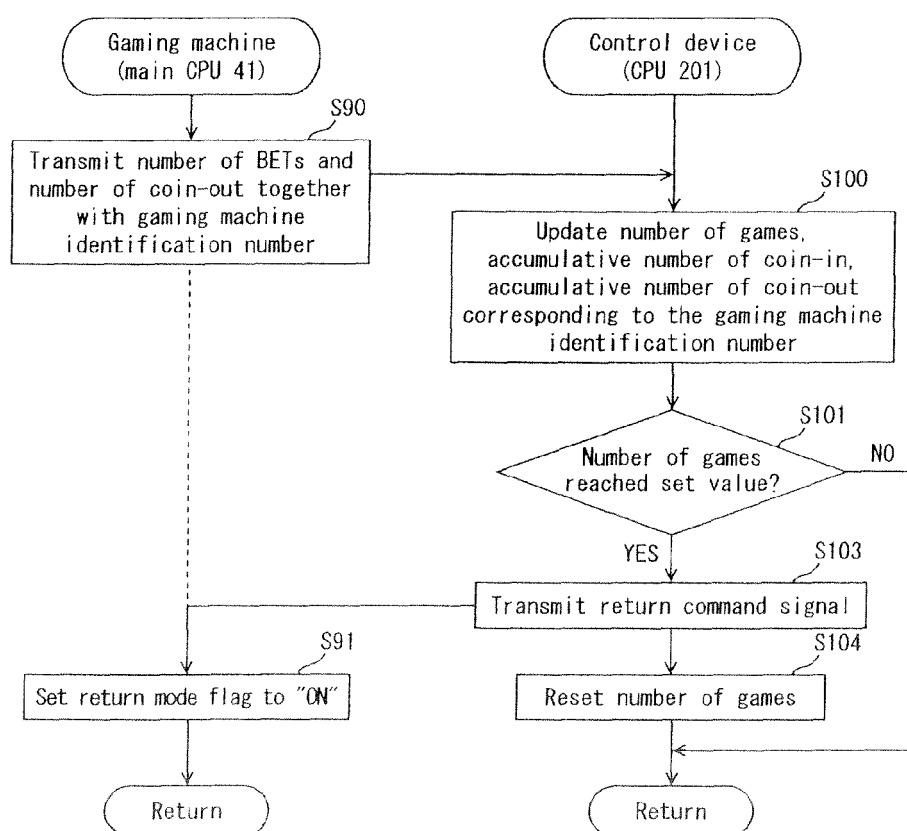 Gaming machine
(main CPU 41)
Control device
(CPU 201)
S90
Transmit number of BETs and
number of coin-out together
with gaming machine
identification number
S100
Update number of games,
accumulative number of coin-in,
accumulative number of coin-out
corresponding to the gaming machine
identification number
S101
Number of games
reached set value?
NO
YES
S103
Transmit return command signal
S91
Set return mode flag to "ON"
S104
Reset number of games
Return
Return